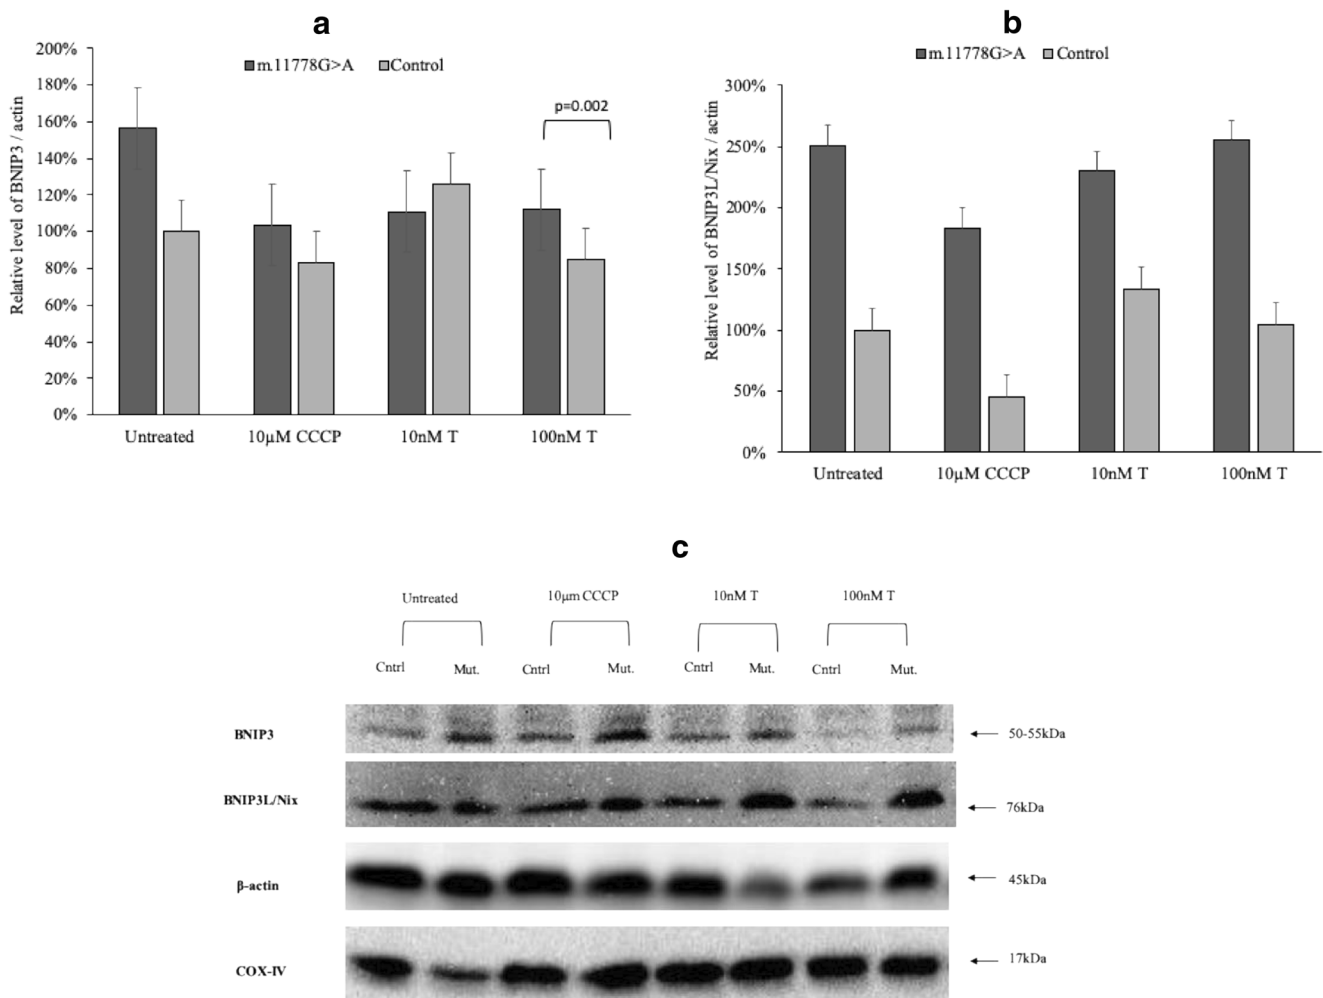 a
200%
180%
160%
140%
120%
100%
80%
60%
40%
20%
0%
Relative level of BNIP3 / actin
m.11778G>A Control
p=0.002
Untreated 10µM CCCP 10nM T 100nM T
b
m.11778G>A Control
300%
250%
200%
150%
100%
50%
0%
Relative level of BNIP3L/Nix / actin
Untreated 10µM CCCP 10nM T 100nM T
c
Untreated 10µm CCCP 10nM T 100nM T
Cntrl Mut. Cntrl Mut. Cntrl Mut. Cntrl Mut.
BNIP3 50-55kDa
BNIP3L/Nix 76kDa
β-actin 45kDa
COX-IV 17kDa